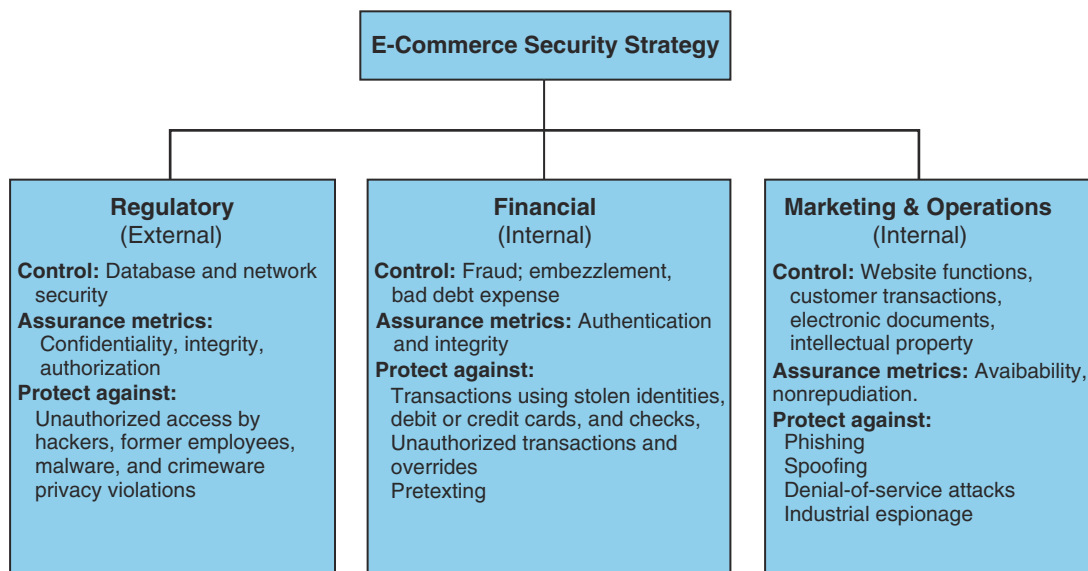 E-Commerce Security Strategy
Regulatory
(External)
Control: Database and network
security
Assurance metrics:
Confidentiality, integrity,
authorization
Protect against:
Unauthorized access by
hackers, former employees,
malware, and crimeware
privacy violations
Financial
(Internal)
Control: Fraud; embezzlement,
bad debt expense
Assurance metrics: Authentication
and integrity
Protect against:
Transactions using stolen identities,
debit or credit cards, and checks,
Unauthorized transactions and
overrides
Pretexting
Marketing & Operations
(Internal)
Control: Website functions,
customer transactions,
electronic documents,
intellectual property
Assurance metrics: Avaibability,
nonrepudiation.
Protect against:
Phishing
Spoofing
Denial-of-service attacks
Industrial espionage